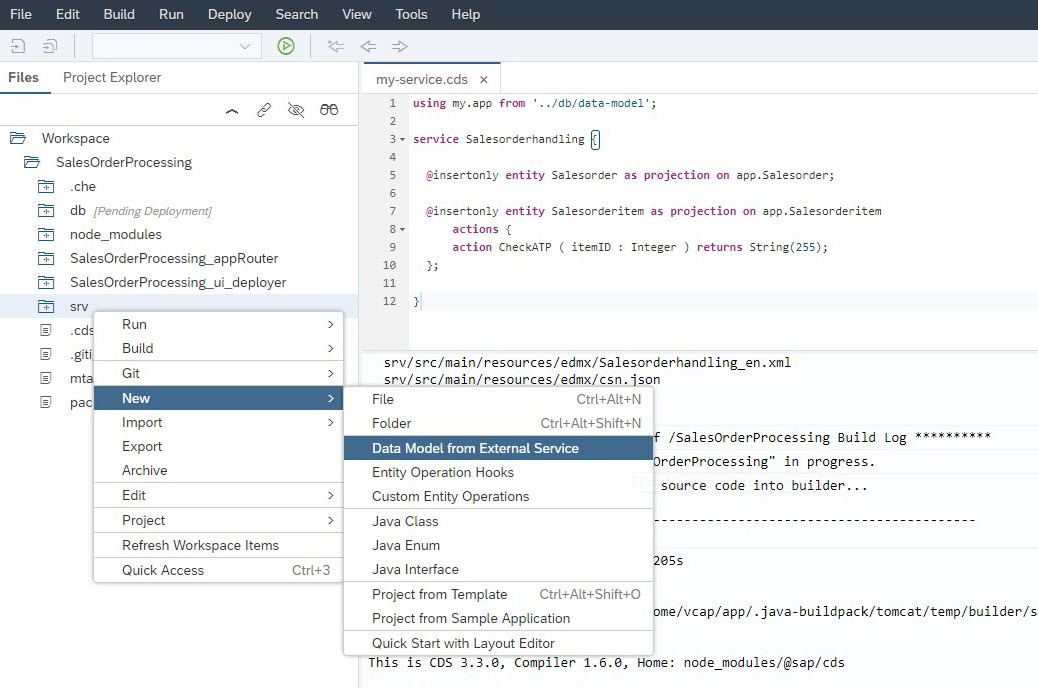 File Edit Build Run Deploy Search View Tools Help
Files Project Explorer
Workspace
SalesOrderProcessing
.che
db [Pending Deployment]
node_modules
SalesOrderProcessing_appRouter
SalesOrderProcessing_ui_deployer
srv
.cds
.giti
mta
pac
Run
Build
Git
New
Import
Export
Archive
Edit
Project
Refresh Workspace Items
Quick Access Ctrl+3
File Ctrl+Alt+N
Folder Ctrl+Alt+Shift+N
Data Model from External Service
Entity Operation Hooks
Custom Entity Operations
Java Class
Java Enum
Java Interface
Project from Template Ctrl+Alt+Shift+O
Project from Sample Application
Quick Start with Layout Editor
my-service.cds ×
1 using my.app from '../db/data-model';
2
3 service Salesorderhandling {
4
5 @insertonly entity Salesorder as projection on app.Salesorder;
6
7 @insertonly entity Salesorderitem as projection on app.Salesorderitem
8 actions {
9 action CheckATP ( itemID : Integer ) returns String(255);
10 };
11
12 }
srv/src/main/resources/edmx/Salesorderhandling_en.xml
srv/src/main/resources/edmx/csn.json
f /SalesOrderProcessing Build Log **********
OrderProcessing" in progress.
source code into builder...
-----------------------------------------
205s
ome/vcap/app/.java-buildpack/tomcat/temp/builder/s
This is CDS 3.3.0, Compiler 1.6.0, Home: node_modules/@sap/cds